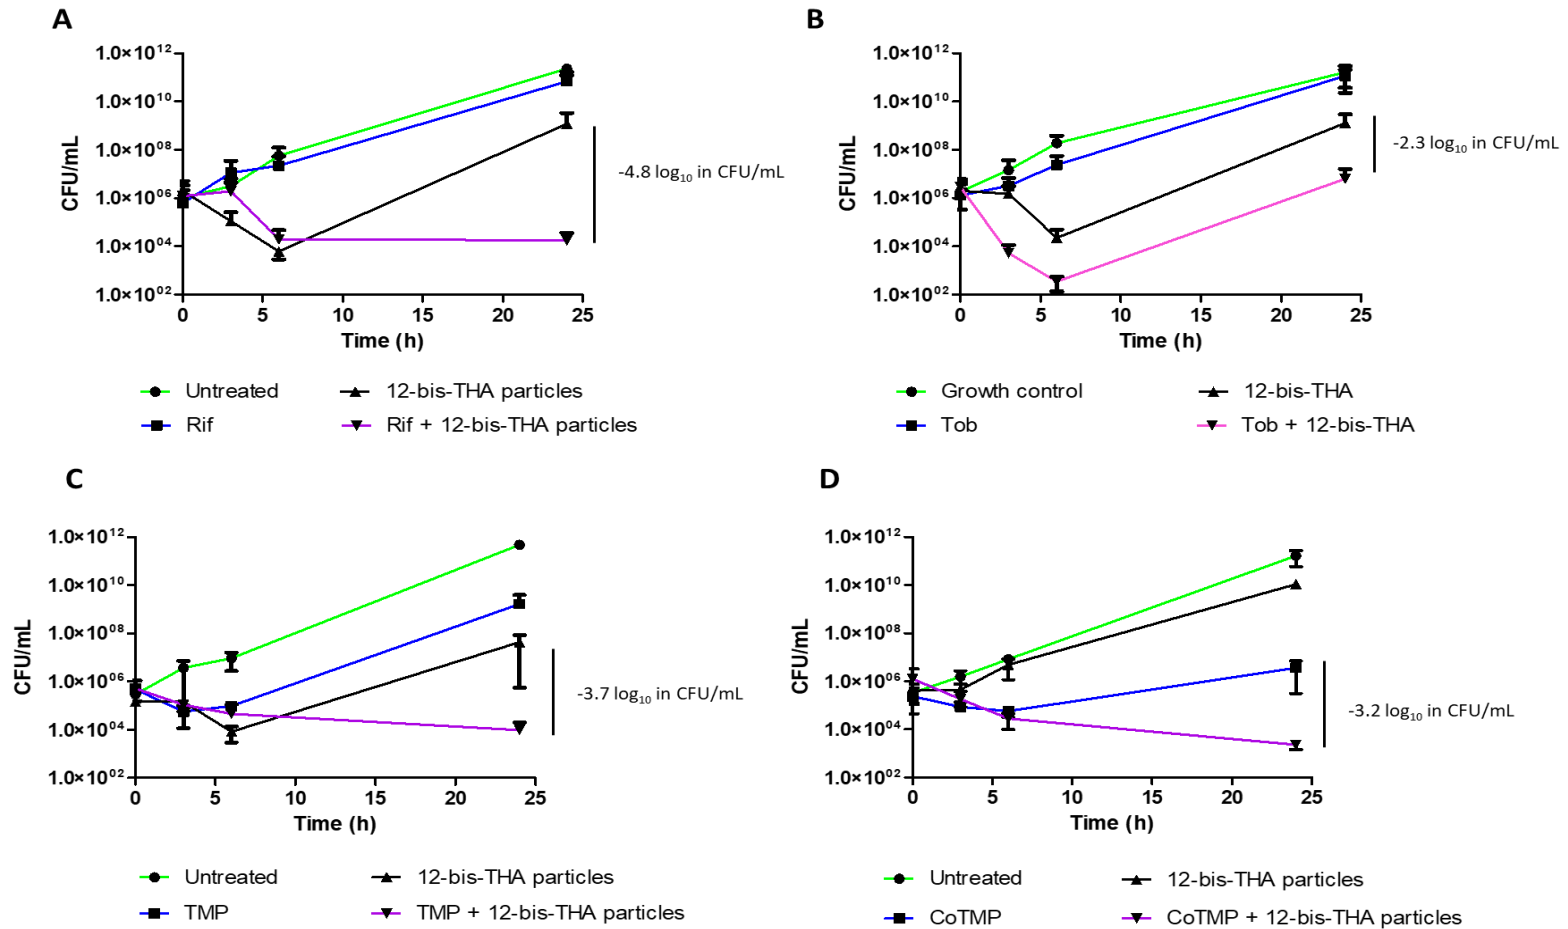 A
1.0×10¹²
1.0×10¹⁰
1.0×10⁰⁸
1.0×10⁰⁶
1.0×10⁰⁴
1.0×10⁰²
CFU/mL
0 5 10 15 20 25
Time (h)
-4.8 log₁₀ in CFU/mL
Untreated 12-bis-THA particles
Rif Rif + 12-bis-THA particles
B
1.0×10¹²
1.0×10¹⁰
1.0×10⁰⁸
1.0×10⁰⁶
1.0×10⁰⁴
1.0×10⁰²
CFU/mL
0 5 10 15 20 25
Time (h)
-2.3 log₁₀ in CFU/mL
Growth control 12-bis-THA
Tob Tob + 12-bis-THA
C
1.0×10¹²
1.0×10¹⁰
1.0×10⁰⁸
1.0×10⁰⁶
1.0×10⁰⁴
1.0×10⁰²
CFU/mL
0 5 10 15 20 25
Time (h)
-3.7 log₁₀ in CFU/mL
Untreated 12-bis-THA particles
TMP TMP + 12-bis-THA particles
D
1.0×10¹²
1.0×10¹⁰
1.0×10⁰⁸
1.0×10⁰⁶
1.0×10⁰⁴
1.0×10⁰²
CFU/mL
0 5 10 15 20 25
Time (h)
-3.2 log₁₀ in CFU/mL
Untreated 12-bis-THA particles
CoTMP CoTMP + 12-bis-THA particles